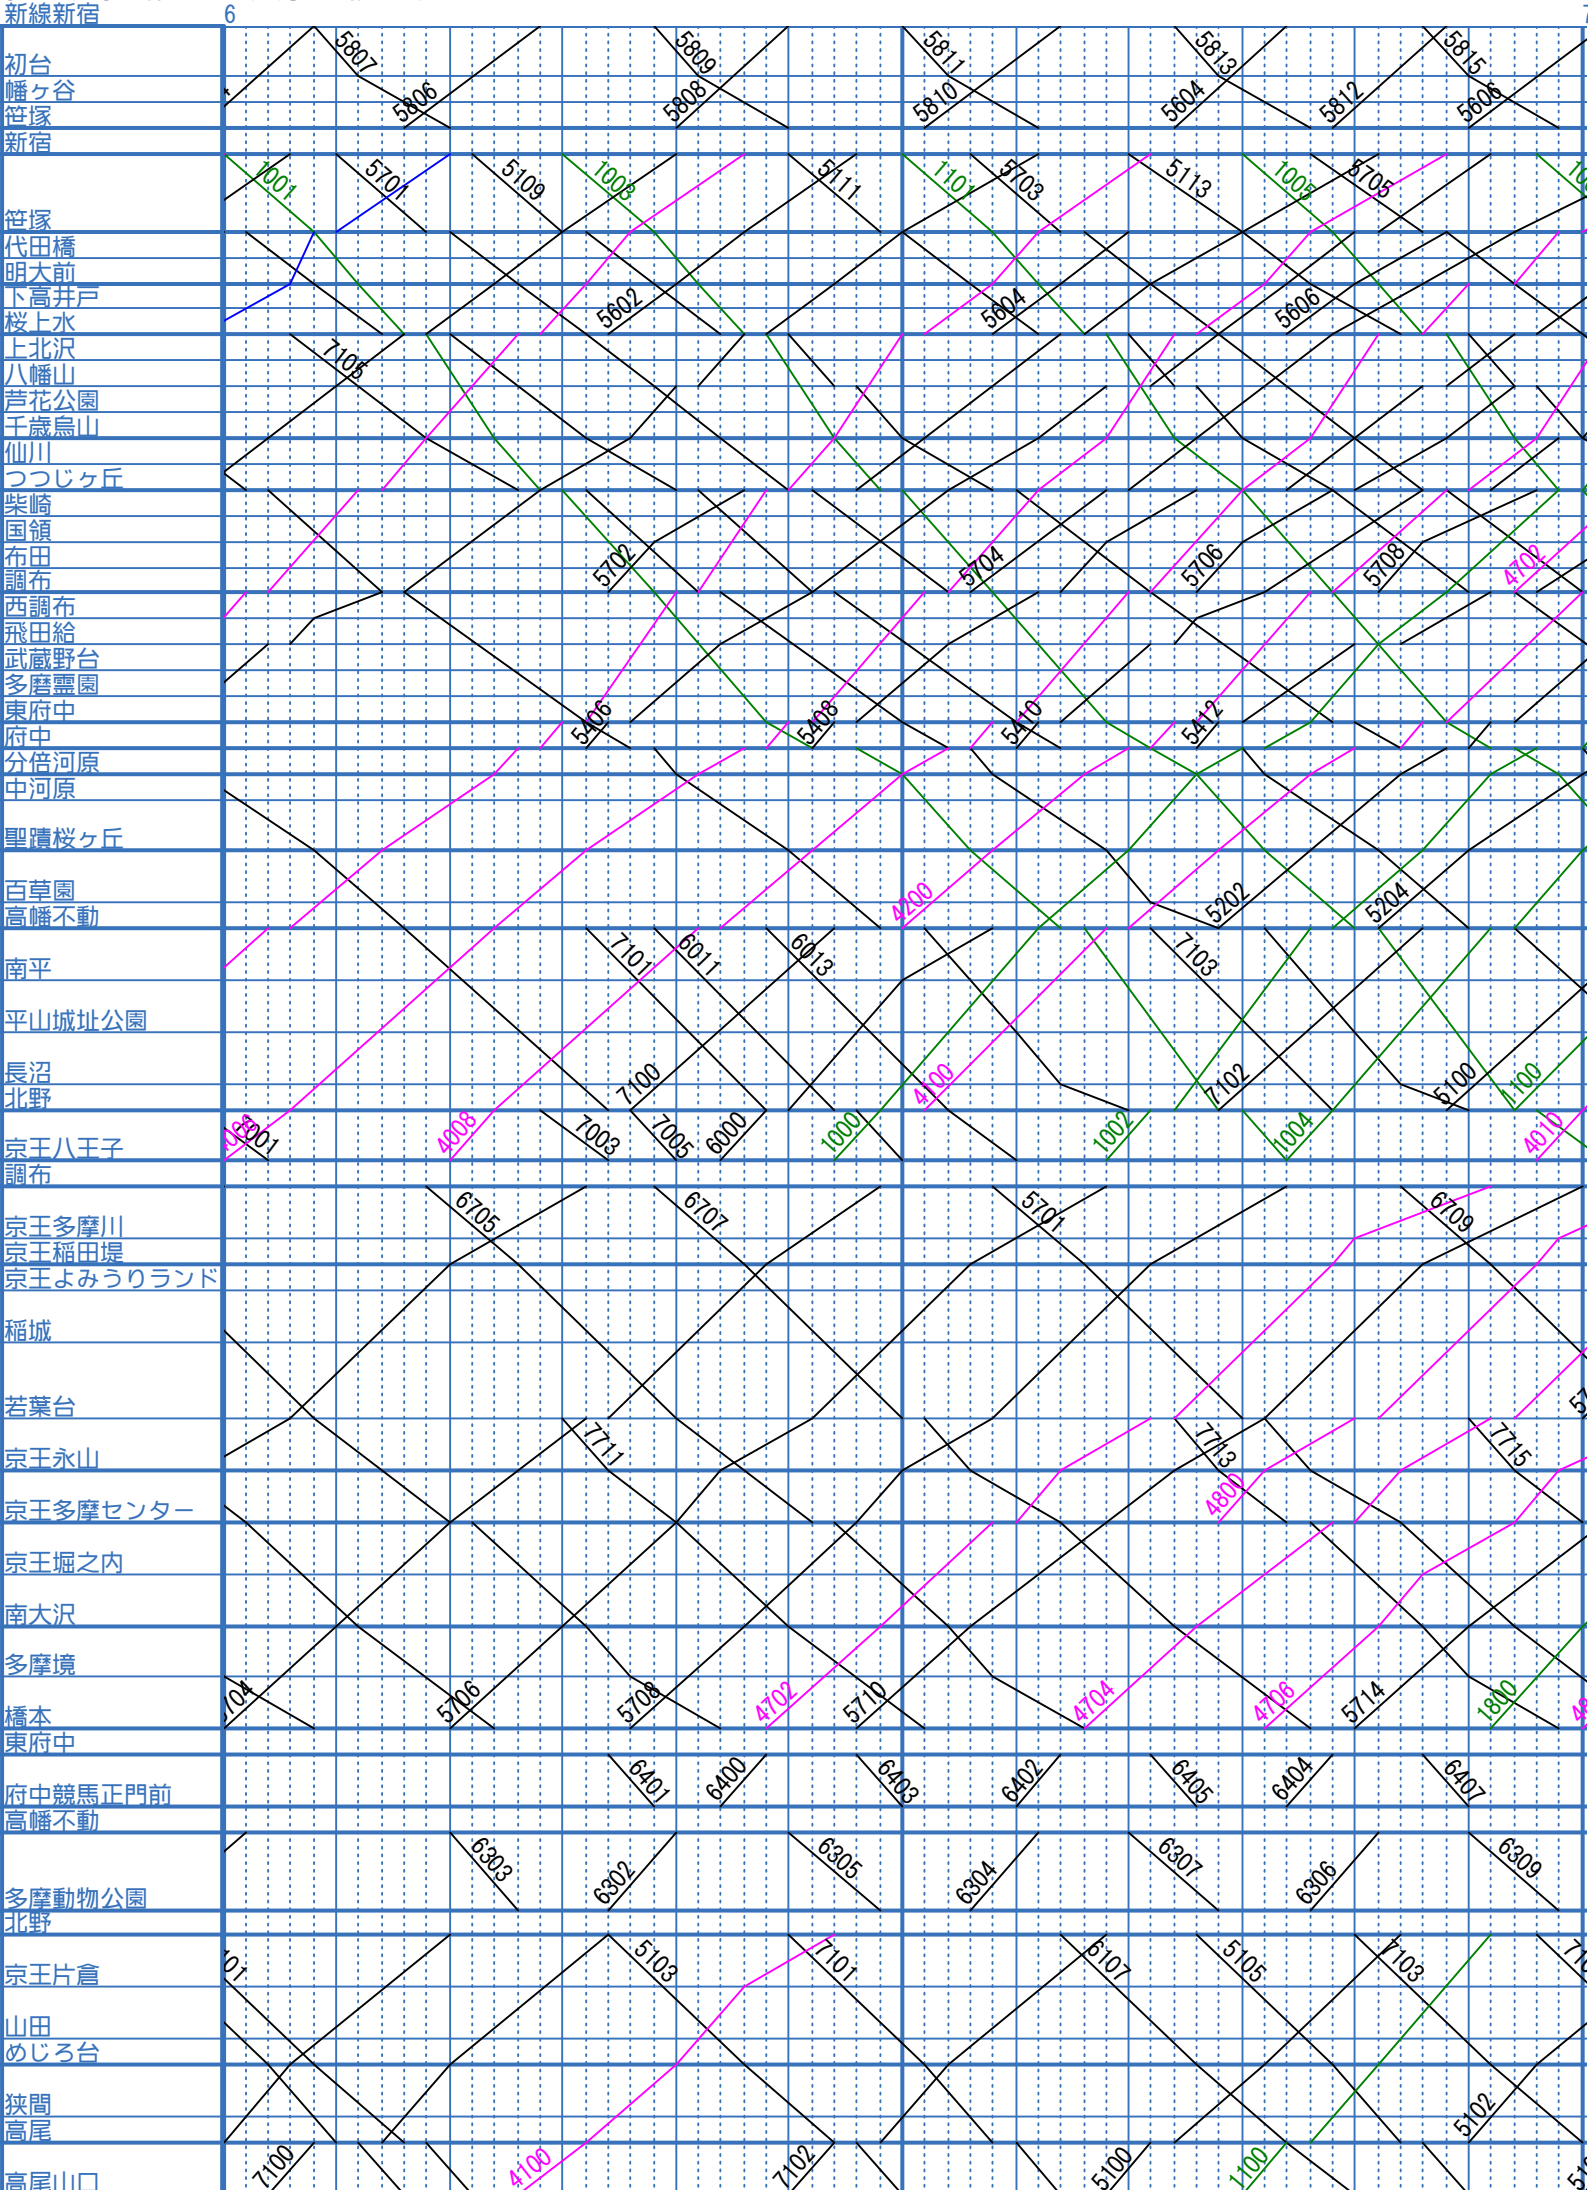 新線新宿 6 7
初台 5807 5809 5811 5813 5815
幡ヶ谷
笹塚 5806 5808 5810 5604 5812 5606
新宿
1001 5701 5109 1003 5111 1101 5703 5113 1005 5705
笹塚
代田橋
明大前
下高井戸 5602 5604 5606
桜上水
上北沢 7105
八幡山
芦花公園
千歳烏山
仙川
つつじヶ丘
柴崎
国領
布田 5702 5704 5706 5708 4702
調布
西調布
飛田給
武蔵野台
多磨霊園
東府中 5406 5408 5410 5412
府中
分倍河原
中河原
聖蹟桜ヶ丘
百草園 4200 5202 5204
高幡不動
南平 7101 6011 6013 7103
平山城址公園
長沼 7100 4100 7102 5100 1100
北野
京王八王子 7001 4008 7003 7005 6000 1000 1002 1004 4010
調布
京王多摩川 6705 6707 5701 6709
京王稲田堤
京王よみうりランド
稲城
若葉台
京王永山 7711 7713 7715
京王多摩センター 4800
京王堀之内
南大沢
多摩境
橋本 5704 5706 5708 4702 5710 4704 4706 5714 1800
東府中
府中競馬正門前 6401 6400 6403 6402 6405 6404 6407
高幡不動
多摩動物公園 6303 6302 6305 6304 6307 6306 6309
北野
京王片倉 5103 7101 6107 5105 7103
山田
めじろ台
狭間
高尾 5102
高尾山口 7100 4100 7102 5100 1100